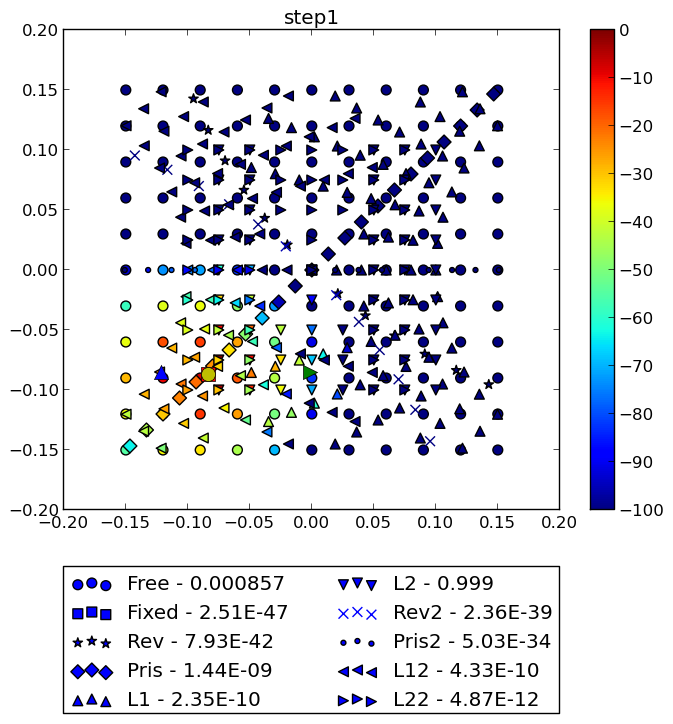 step1
0.20
0.15
0.10
0.05
0.00
−0.05
−0.10
−0.15
−0.20
−0.20 −0.15 −0.10 −0.05 0.00 0.05 0.10 0.15 0.20
0
−10
−20
−30
−40
−50
−60
−70
−80
−90
−100
Free - 0.000857
Fixed - 2.51E-47
Rev - 7.93E-42
Pris - 1.44E-09
L1 - 2.35E-10
L2 - 0.999
Rev2 - 2.36E-39
Pris2 - 5.03E-34
L12 - 4.33E-10
L22 - 4.87E-12